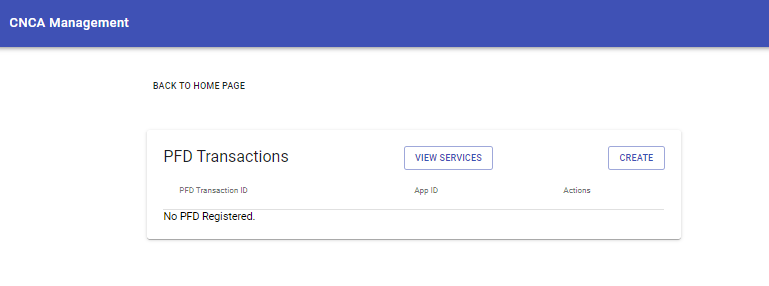 CNCA Management
BACK TO HOME PAGE
PFD Transactions VIEW SERVICES CREATE
PFD Transaction ID App ID Actions
No PFD Registered.